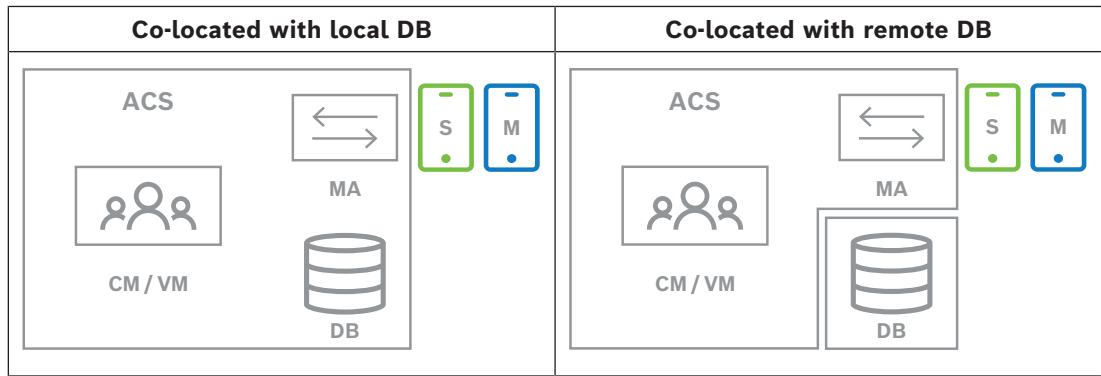 Co-located with local DB
Co-located with remote DB
ACS
S
M
MA
CM / VM
DB
ACS
S
M
MA
CM / VM
DB